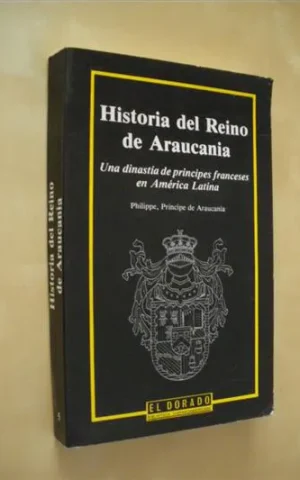 Historia del Reino
de Araucania
Una dinastía de príncipes franceses
en América Latina
Philippe, Príncipe de Araucanía
EL DORADO
Historia del Reino
de Araucania